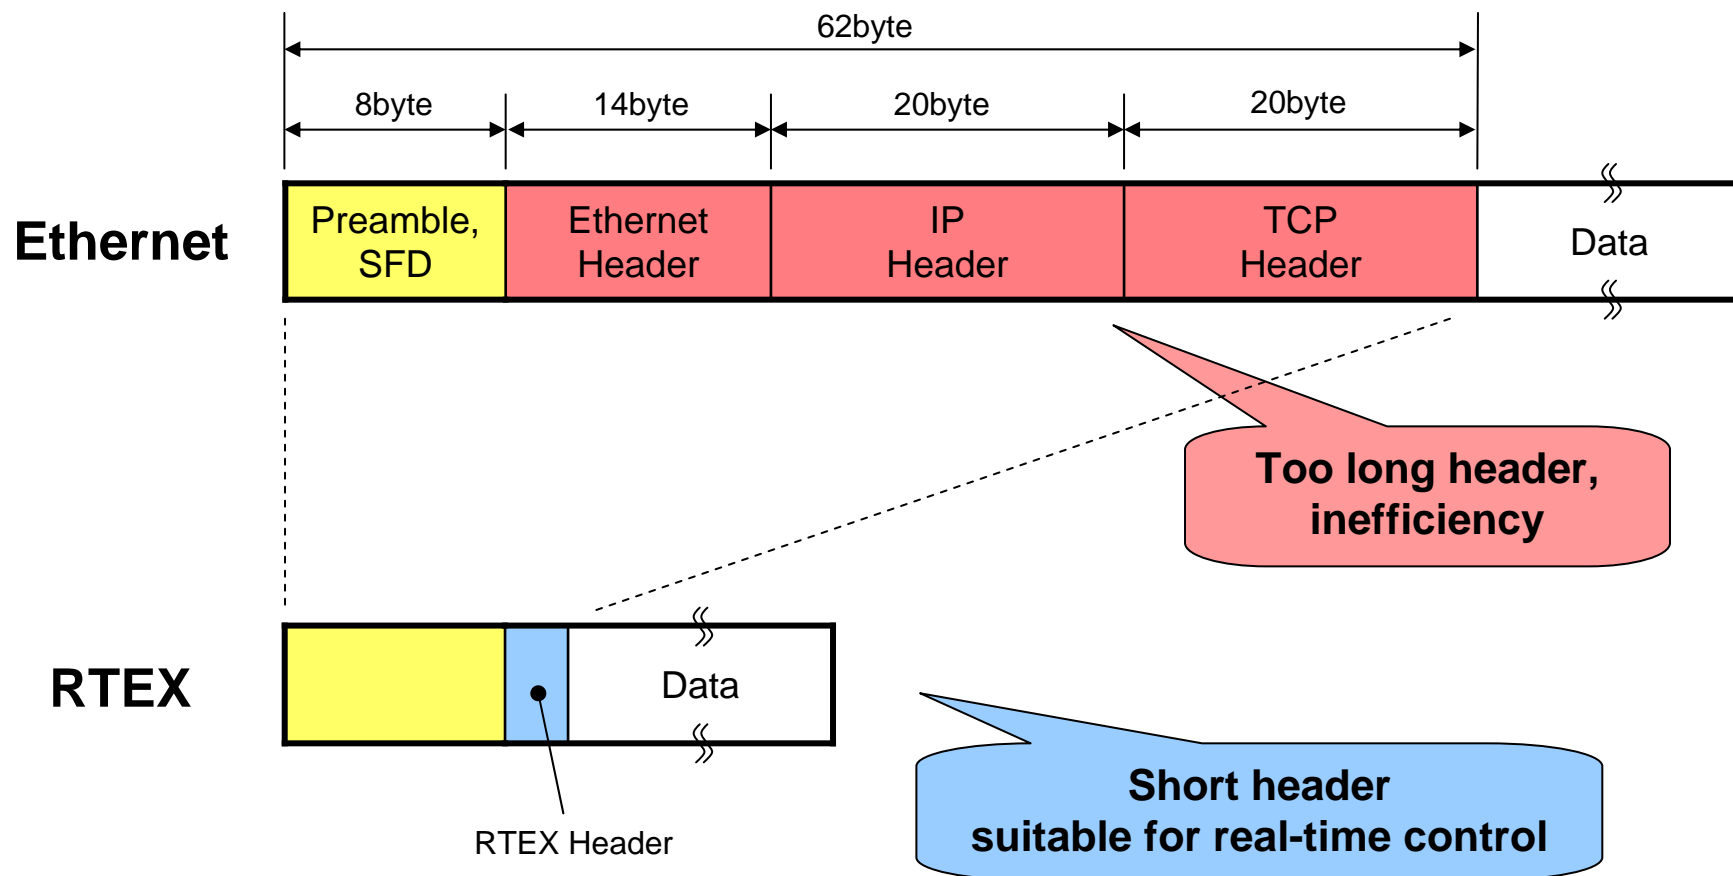 62byte
8byte
14byte
20byte
20byte
Ethernet
Preamble,
SFD
Ethernet
Header
IP
Header
TCP
Header
Data
Too long header,
inefficiency
RTEX
Data
RTEX Header
Short header
suitable for real-time control